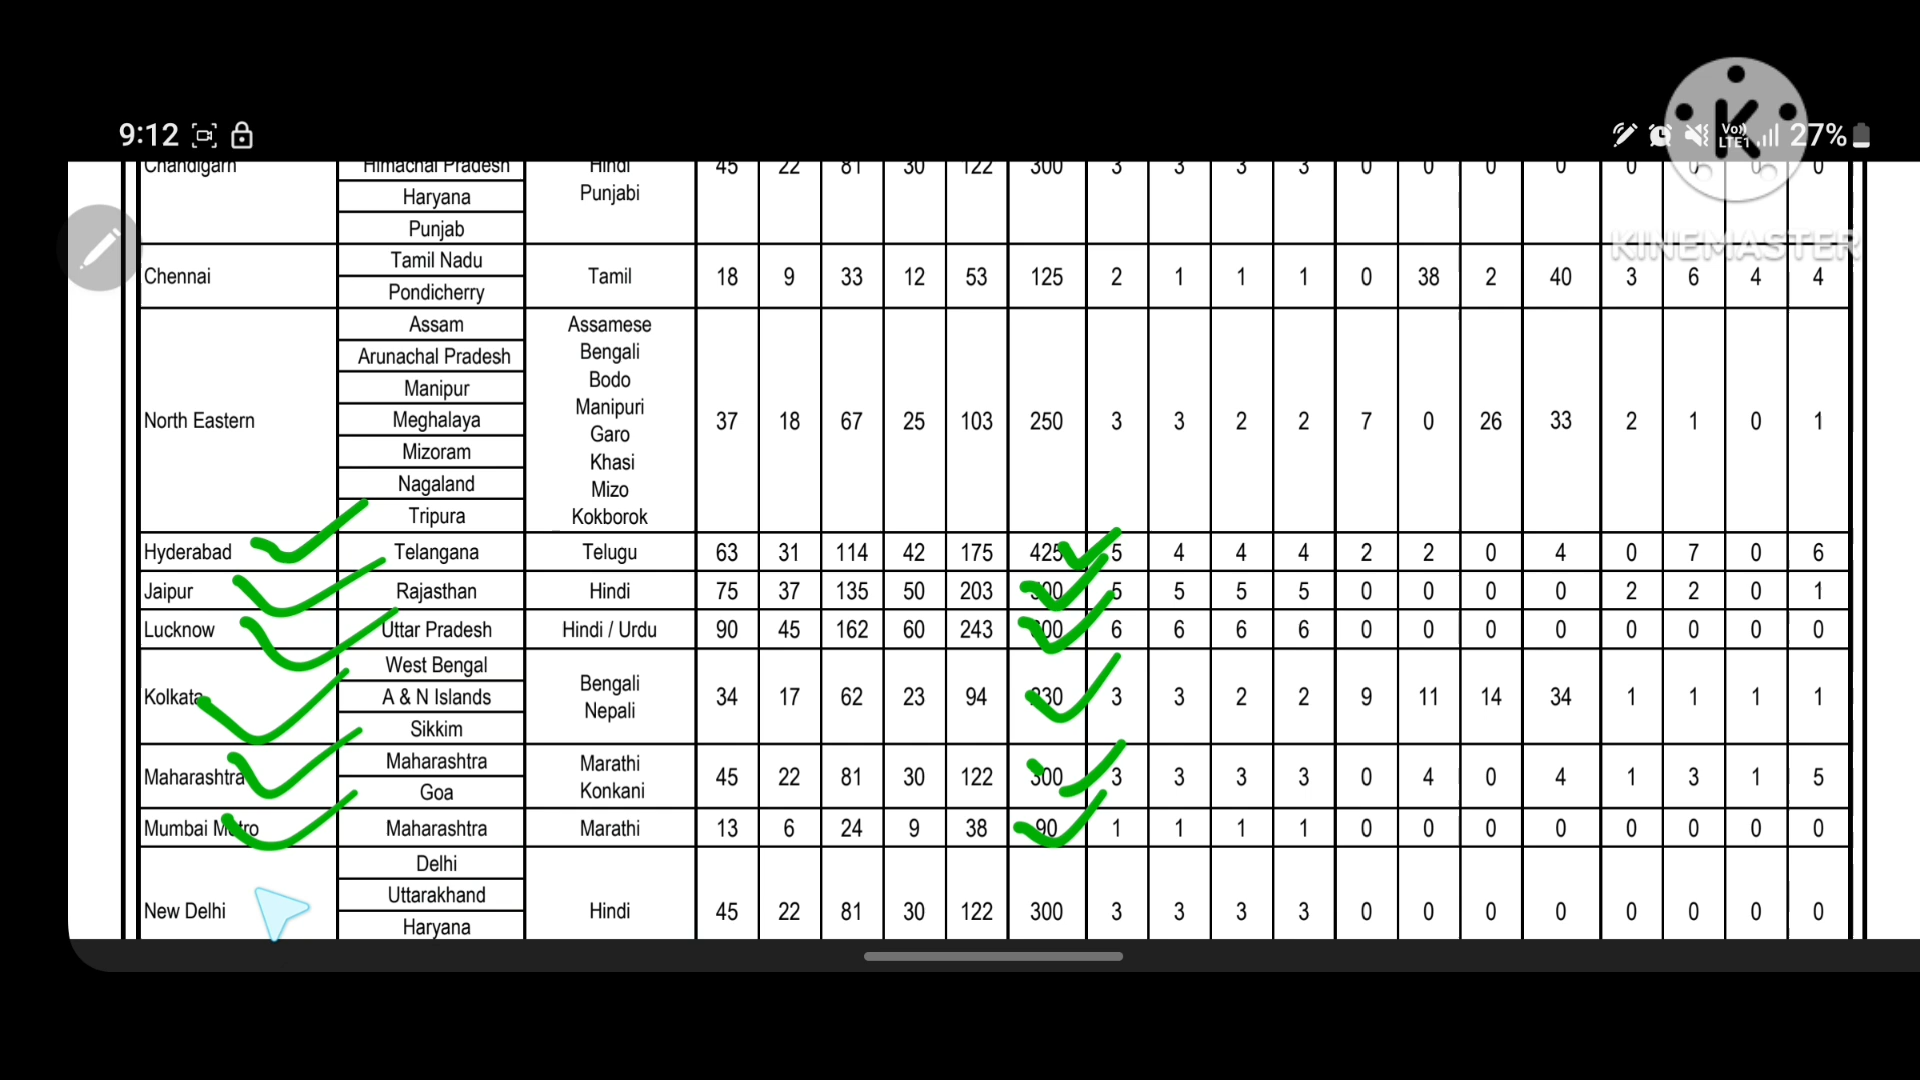 9:12 Vo)) LTE1 27%
K
KINEMASTER
Chandigarh Himachal Pradesh Hindi 45 22 81 30 122 300 3 3 3 3 0 0 0 0 0 0 0 0
Haryana Punjabi
Punjab
Tamil Nadu
Chennai Tamil 18 9 33 12 53 125 2 1 1 1 0 38 2 40 3 6 4 4
Pondicherry
Assam Assamese
Arunachal Pradesh Bengali
Bodo
Manipur Manipuri
North Eastern Meghalaya Garo 37 18 67 25 103 250 3 3 2 2 7 0 26 33 2 1 0 1
Mizoram Khasi
Nagaland Mizo
Tripura Kokborok
Hyderabad Telangana Telugu 63 31 114 42 175 425 5 4 4 4 2 2 0 4 0 7 0 6
Jaipur Rajasthan Hindi 75 37 135 50 203 500 5 5 5 5 0 0 0 0 2 2 0 1
Lucknow Uttar Pradesh Hindi / Urdu 90 45 162 60 243 600 6 6 6 6 0 0 0 0 0 0 0 0
West Bengal Bengali
Kolkata A & N Islands 34 17 62 23 94 230 3 3 2 2 9 11 14 34 1 1 1 1
Sikkim Nepali
Maharashtra Marathi
Maharashtra 45 22 81 30 122 300 3 3 3 3 0 4 0 4 1 3 1 5
Goa Konkani
Mumbai Metro Maharashtra Marathi 13 6 24 9 38 90 1 1 1 1 0 0 0 0 0 0 0 0
Delhi
Uttarakhand
New Delhi Hindi 45 22 81 30 122 300 3 3 3 3 0 0 0 0 0 0 0 0
Haryana